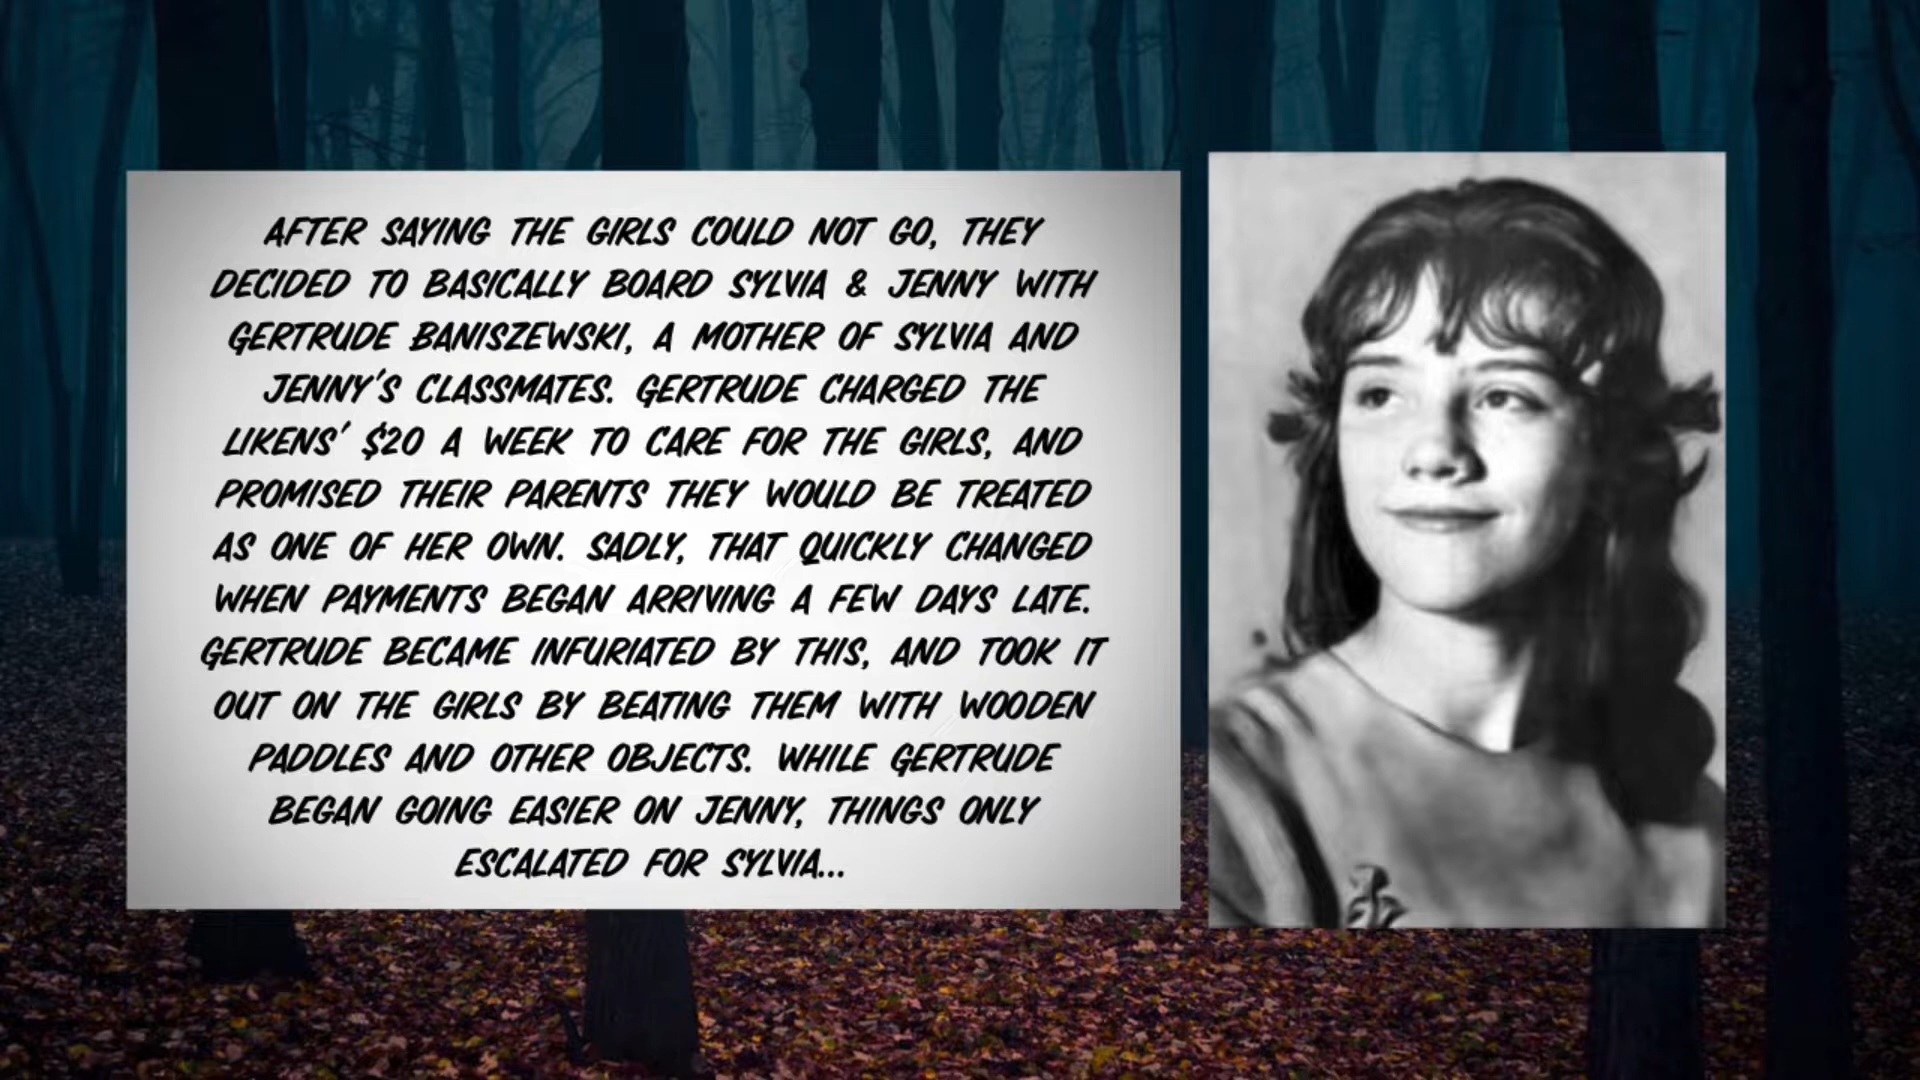 AFTER SAYING THE GIRLS COULD NOT GO, THEY
DECIDED TO BASICALLY BOARD SYLVIA & JENNY WITH
GERTRUDE BANISZEWSKI, A MOTHER OF SYLVIA AND
JENNY'S CLASSMATES. GERTRUDE CHARGED THE
LIKENS' $20 A WEEK TO CARE FOR THE GIRLS, AND
PROMISED THEIR PARENTS THEY WOULD BE TREATED
AS ONE OF HER OWN. SADLY, THAT QUICKLY CHANGED
WHEN PAYMENTS BEGAN ARRIVING A FEW DAYS LATE.
GERTRUDE BECAME INFURIATED BY THIS, AND TOOK IT
OUT ON THE GIRLS BY BEATING THEM WITH WOODEN
PADDLES AND OTHER OBJECTS. WHILE GERTRUDE
BEGAN GOING EASIER ON JENNY, THINGS ONLY
ESCALATED FOR SYLVIA...